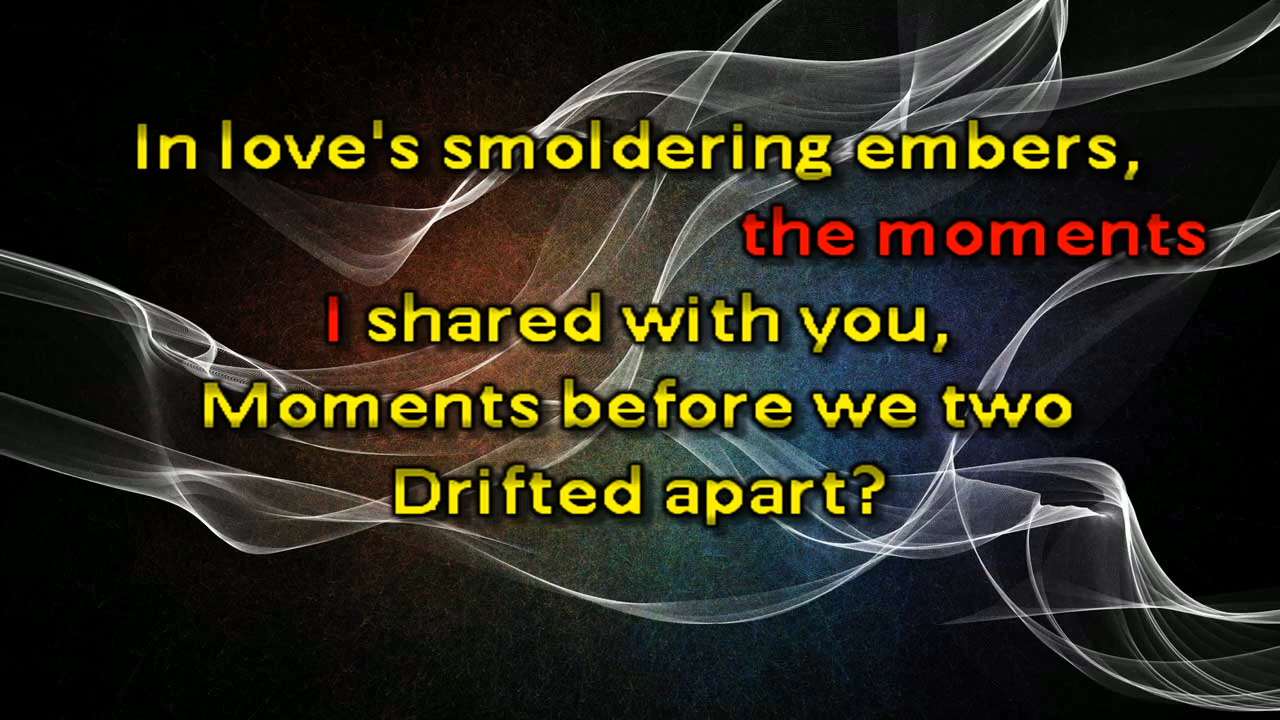 In love's smoldering embers,
the moments
I shared with you,
Moments before we two
Drifted apart?